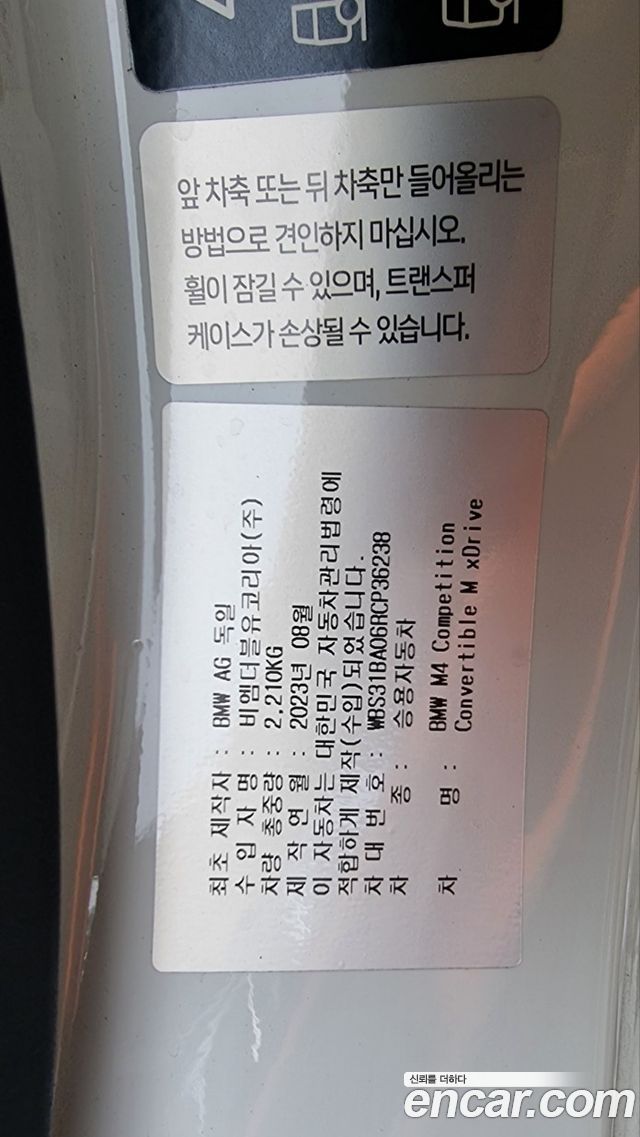 앞 차축 또는 뒤 차축만 들어올리는
방법으로 견인하지 마십시오.
휠이 잠길 수 있으며, 트랜스퍼
케이스가 손상될 수 있습니다.
최초 제작자 : BMW AG 독일
수 입 자 명 : 비엠더블유코리아(주)
차량 총중량 : 2,210KG
제 작 연 월 : 2023년 08월
이 자동차는 대한민국 자동차관리법령에
적합하게 제작(수입)되었습니다.
차 대 번 호 : WBS31BA06RCP36238
차 종 : 승용자동차
차 명 : BMW M4 Competition
Convertible M xDrive
신뢰를 더하다
encar.com